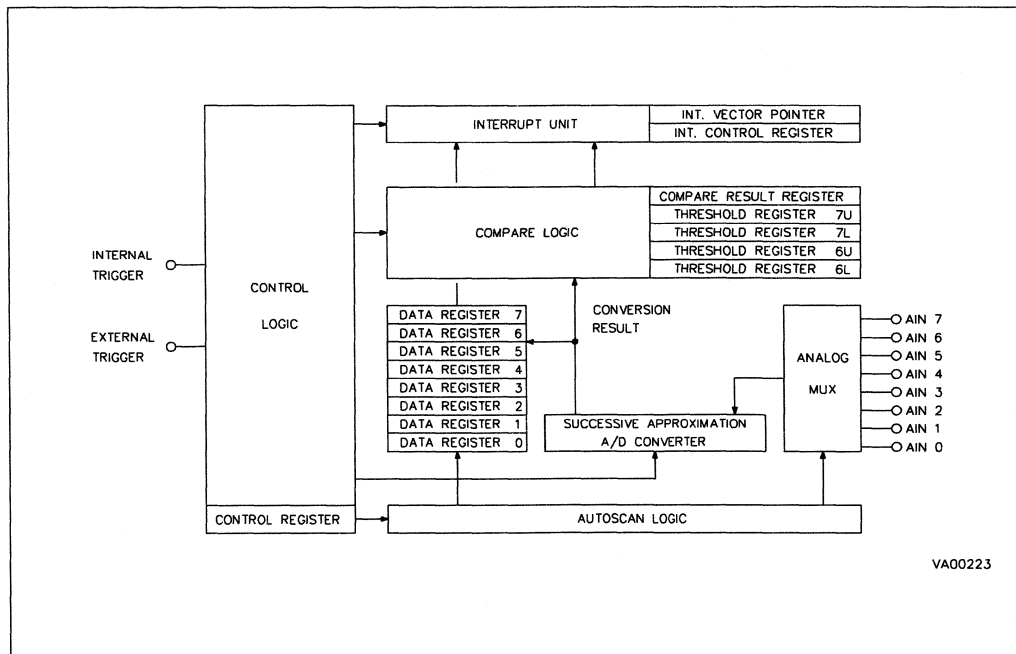 INTERRUPT UNIT
INT. VECTOR POINTER
INT. CONTROL REGISTER
COMPARE LOGIC
COMPARE RESULT REGISTER
THRESHOLD REGISTER 7U
THRESHOLD REGISTER 7L
THRESHOLD REGISTER 6U
THRESHOLD REGISTER 6L
INTERNAL
TRIGGER
EXTERNAL
TRIGGER
CONTROL
LOGIC
CONVERSION
RESULT
DATA REGISTER 7
DATA REGISTER 6
DATA REGISTER 5
DATA REGISTER 4
DATA REGISTER 3
DATA REGISTER 2
DATA REGISTER 1
DATA REGISTER 0
SUCCESSIVE APPROXIMATION
A/D CONVERTER
ANALOG
MUX
AIN 7
AIN 6
AIN 5
AIN 4
AIN 3
AIN 2
AIN 1
AIN 0
CONTROL REGISTER
AUTOSCAN LOGIC
VA00223